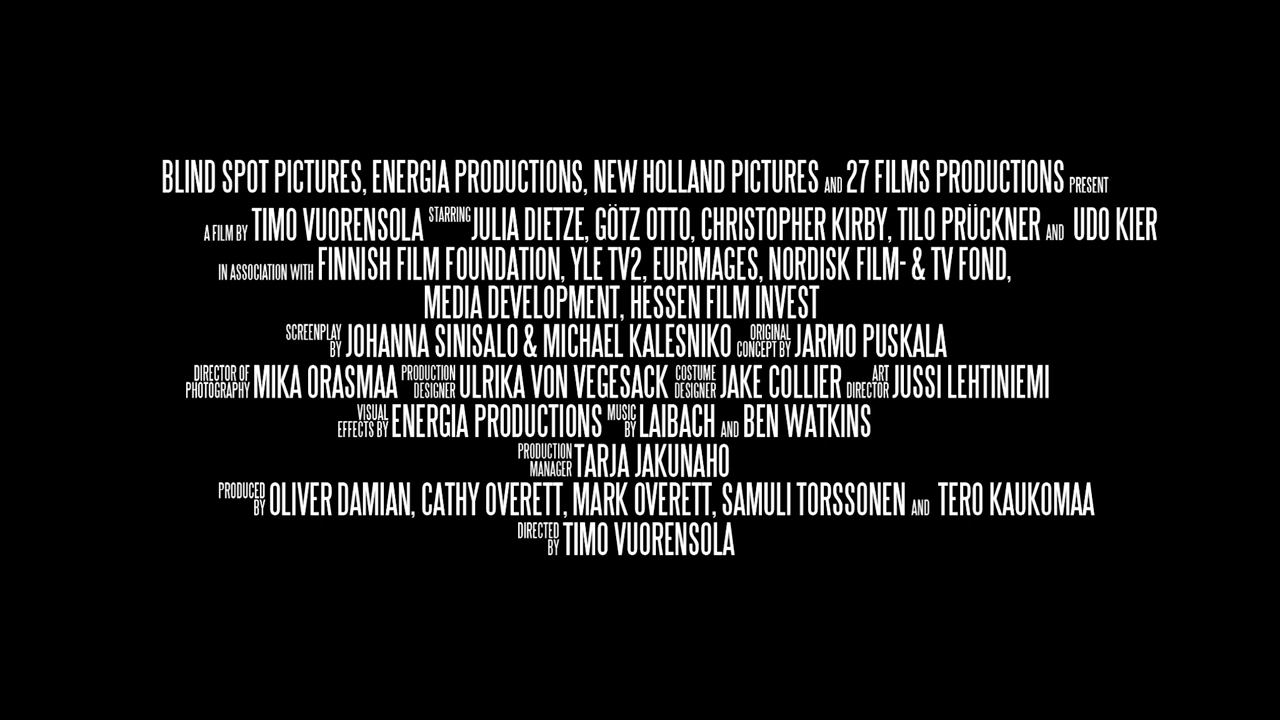 BLIND SPOT PICTURES, ENERGIA PRODUCTIONS, NEW HOLLAND PICTURES AND 27 FILMS PRODUCTIONS PRESENT
A FILM BY TIMO VUORENSOLA STARRING JULIA DIETZE, GÖTZ OTTO, CHRISTOPHER KIRBY, TILO PRÜCKNER AND UDO KIER
IN ASSOCIATION WITH FINNISH FILM FOUNDATION, YLE TV2, EURIMAGES, NORDISK FILM- & TV FOND,
MEDIA DEVELOPMENT, HESSEN FILM INVEST
SCREENPLAY BY JOHANNA SINISALO & MICHAEL KALESNIKO ORIGINAL CONCEPT BY JARMO PUSKALA
DIRECTOR OF PHOTOGRAPHY MIKA ORASMAA PRODUCTION DESIGNER ULRIKA VON VEGESACK COSTUME DESIGNER JAKE COLLIER ART DIRECTOR JUSSI LEHTINIEMI
VISUAL EFFECTS BY ENERGIA PRODUCTIONS MUSIC BY LAIBACH AND BEN WATKINS
PRODUCTION MANAGER TARJA JAKUNAHO
PRODUCED BY OLIVER DAMIAN, CATHY OVERETT, MARK OVERETT, SAMULI TORSSONEN AND TERO KAUKOMAA
DIRECTED BY TIMO VUORENSOLA